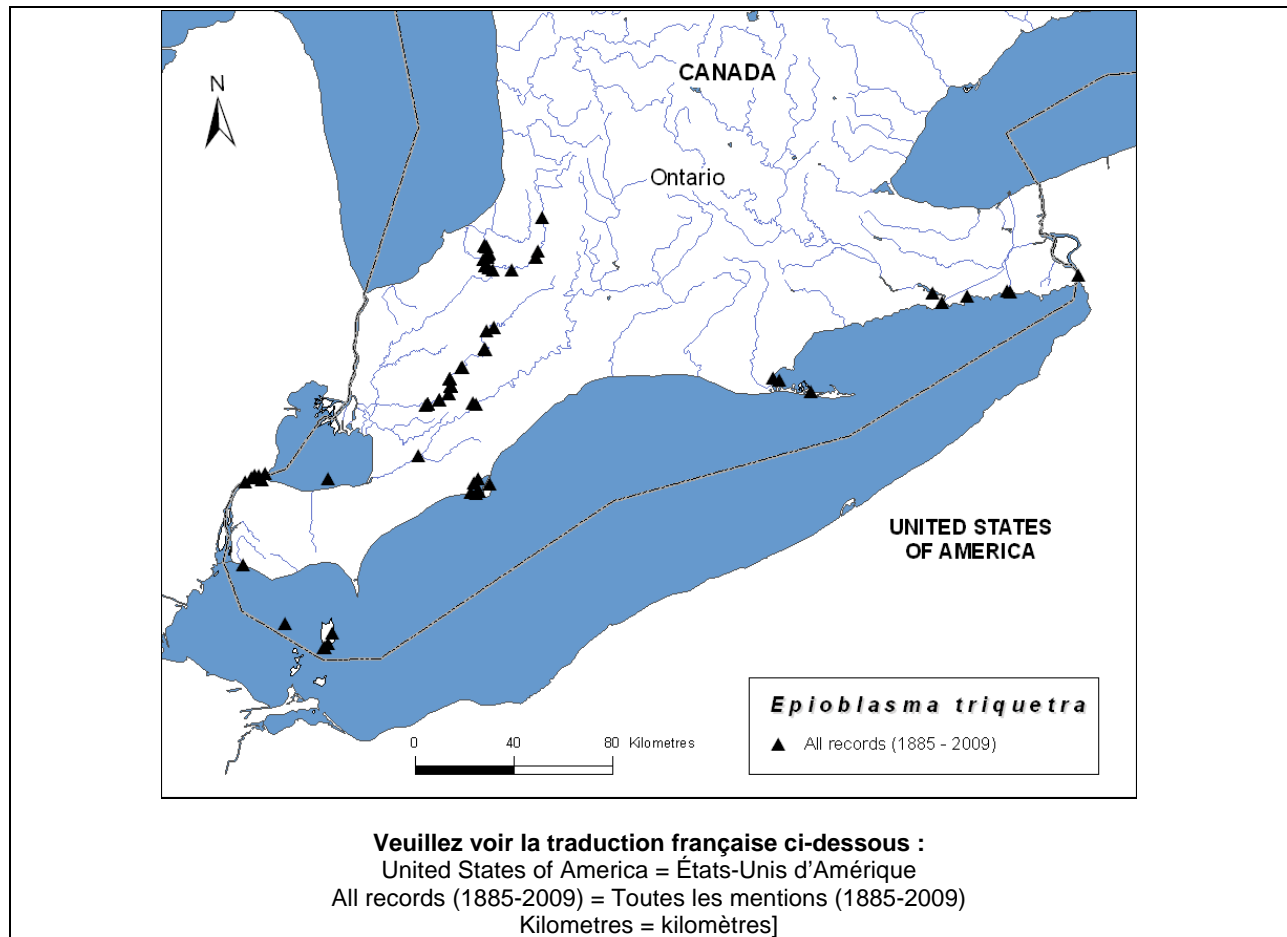 N
CANADA
Ontario
UNITED STATES
OF AMERICA
Epioblasma triquetra
▲ All records (1885 - 2009)
0 40 80 Kilometres
Veuillez voir la traduction française ci-dessous :
United States of America = États-Unis d’Amérique
All records (1885-2009) = Toutes les mentions (1885-2009)
Kilometres = kilomètres]